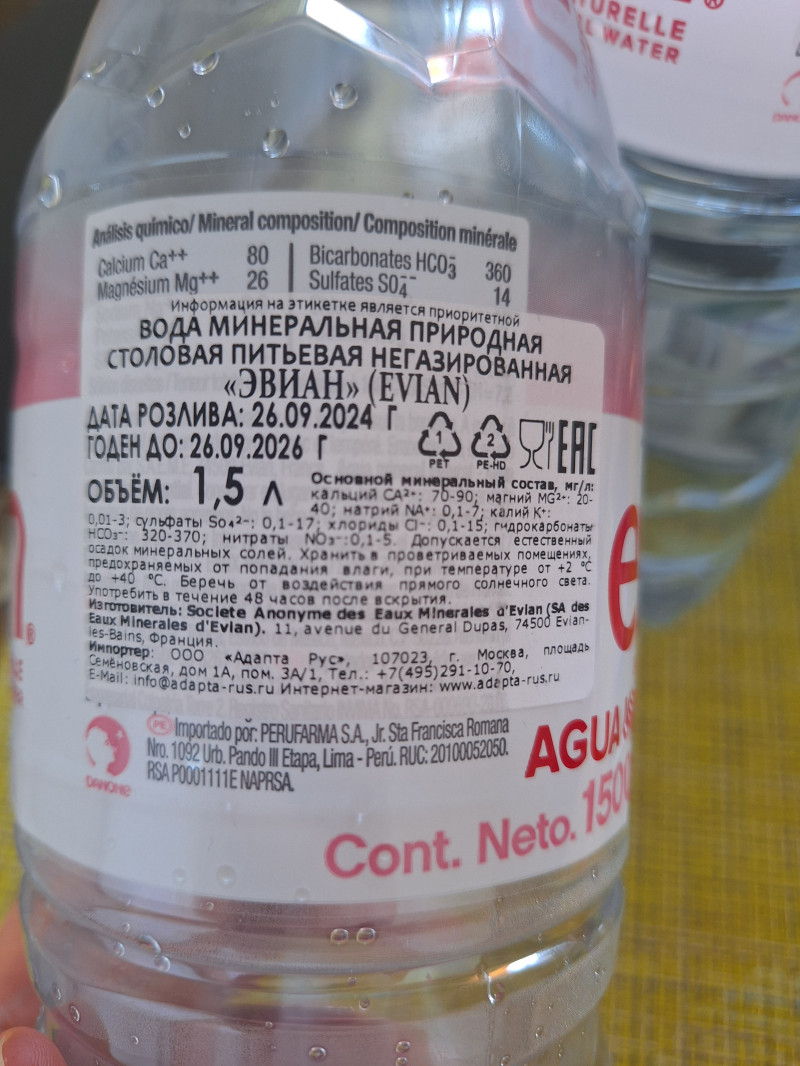 TURELLE
WATER
Análisis químico/ Mineral composition/ Composition minérale
Calcium Ca++ 80 Bicarbonates HCO3- 360
Magnésium Mg++ 26 Sulfates SO4-- 14
Информация на этикетке является приоритетной
ВОДА МИНЕРАЛЬНАЯ ПРИРОДНАЯ
СТОЛОВАЯ ПИТЬЕВАЯ НЕГАЗИРОВАННАЯ
«ЭВИАН» (EVIAN)
ДАТА РОЗЛИВА: 26.09.2024 Г
ГОДЕН ДО: 26.09.2026 Г
1 PET 2 PE-HD EAC
ОБЪЁМ: 1,5 Л
Основной минеральный состав, мг/л:
кальций CA²⁺: 70-90; магний MG²⁺: 20-
40; натрий NA⁺: 0,1-7; калий K⁺:
0,01-3; сульфаты So₄²⁻: 0,1-17; хлориды Cl⁻: 0,1-15; гидрокарбонаты
HCO₃⁻: 320-370; нитраты NO₃⁻:0,1-5. Допускается естественный
осадок минеральных солей. Хранить в проветриваемых помещениях,
предохраняемых от попадания влаги, при температуре от +2 °C
до +40 °C. Беречь от воздействия прямого солнечного света.
Употребить в течение 48 часов после вскрытия.
Изготовитель: Societe Anonyme des Eaux Minerales d'Evian (SA des
Eaux Minerales d'Evian). 11, avenue du General Dupas, 74500 Evian-
les-Bains, Франция.
Импортер: ООО «Адапта Рус», 107023, г. Москва, площадь
Семёновская, дом 1А, пом. 3А/1, Тел.: +7(495)291-10-70,
E-Mail: info@adapta-rus.ru Интернет-магазин: www.adapta-rus.ru
PE Importado por: PERUFARMA S.A., Jr. Sta Francisca Romana
Nro. 1092 Urb. Pando III Etapa, Lima - Perú. RUC: 20100052050.
RSA P0001111E NAPRSA.
DANONE
AGUA
Cont. Neto. 1500